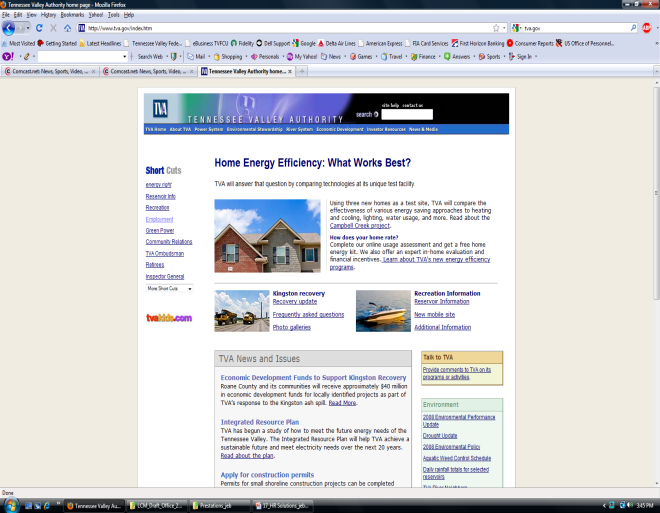 Tennessee Valley Authority home page - Mozilla Firefox
File Edit View History Bookmarks Yahoo! Tools Help
http://www.tva.gov/index.htm
tva.gov
Most Visited Getting Started Latest Headlines Tennessee Valley Fede... eBusiness TVFCU Fidelity Dell Support Google Delta Air Lines American Express FIA Card Services First Horizon Banking Consumer Reports US Office of Personnel...
Search Web Mail Shopping Personals My Yahoo! News Games Travel Finance Answers Sports Sign In
Comcast.net: News, Sports, Video, ... Comcast.net: News, Sports, Video, ... Tennessee Valley Authority home...
TVA
TENNESSEE VALLEY AUTHORITY
site help contact us
search
TVA Home About TVA Power System Environmental Stewardship River System Economic Development Investor Resources News & Media
Short Cuts
energy right
Reservoir Info
Recreation
Employment
Green Power
Community Relations
TVA Ombudsman
Retirees
Inspector General
More Short Cuts
tvakids.com
Home Energy Efficiency: What Works Best?
TVA will answer that question by comparing technologies at its unique test facility.
Using three new homes as a test site, TVA will compare the
effectiveness of various energy saving approaches to heating
and cooling, lighting, water usage, and more. Read about the
Campbell Creek project.
How does your home rate?
Complete our online usage assessment and get a free home
energy kit. We also offer an expert in-home evaluation and
financial incentives. Learn about TVA's new energy efficiency
programs.
Kingston recovery
Recovery update
Frequently asked questions
Photo galleries
Recreation Information
Reservoir Information
New mobile site
Additional Information
TVA News and Issues
Economic Development Funds to Support Kingston Recovery
Roane County and its communities will receive approximately $40 million
in economic development funds for locally identified projects as part of
TVA's response to the Kingston ash spill. Read More.
Integrated Resource Plan
TVA has begun a study of how to meet the future energy needs of the
Tennessee Valley. The Integrated Resource Plan will help TVA achieve a
sustainable future and meet electricity needs over the next 20 years.
Read about the plan.
Apply for construction permits
Permits for small shoreline construction projects can be completed
Talk to TVA
Provide comments to TVA on its
programs or activities.
Environment
2008 Environmental Performance
Update
Drought Update
2008 Environmental Policy
Aquatic Weed Control Schedule
Daily rainfall totals for selected
reservoirs
Done
Tennessee Valley Au... LCM_Draft_Office_2... Prestations_jeb 17_HR Solutions_jeb...
3:45 PM